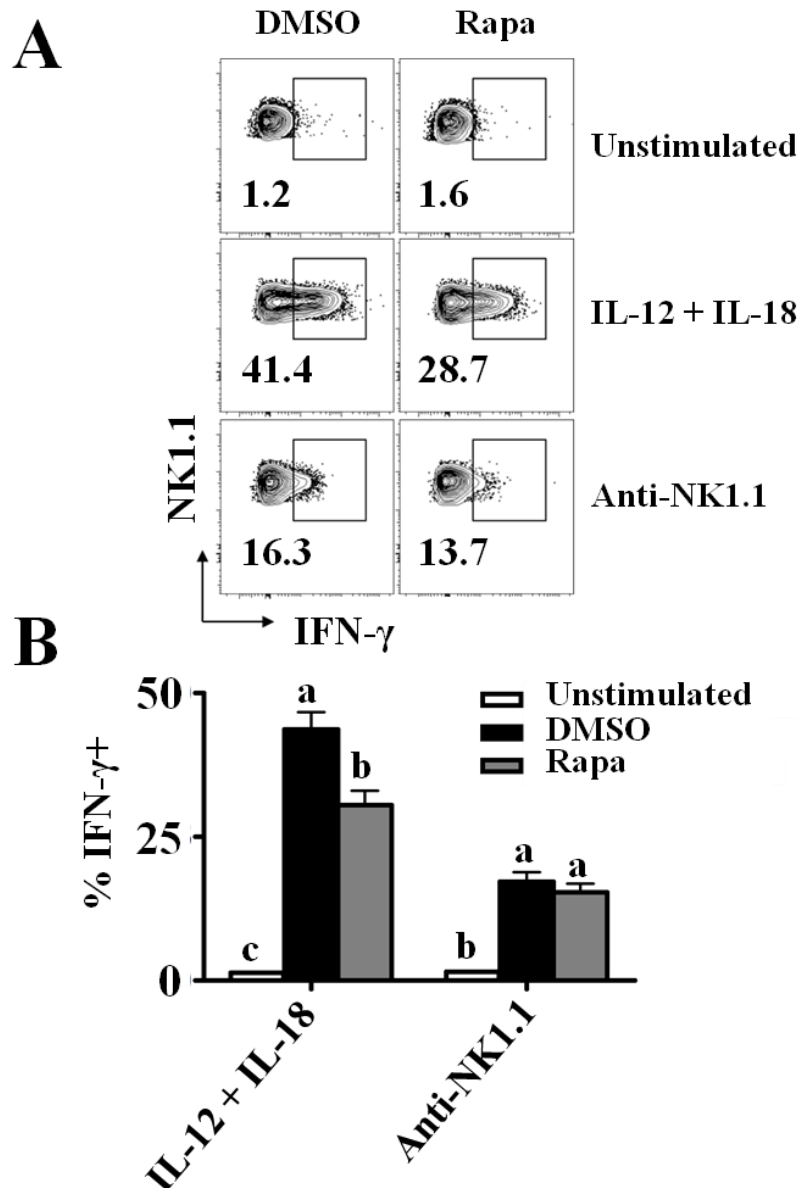 A
DMSO Rapa
1.2 1.6 Unstimulated
41.4 28.7 IL-12 + IL-18
16.3 13.7 Anti-NK1.1
NK1.1
IFN-γ
B
% IFN-γ+
50
25
0
Unstimulated
DMSO
Rapa
a
b
c
a
a
b
IL-12 + IL-18
Anti-NK1.1